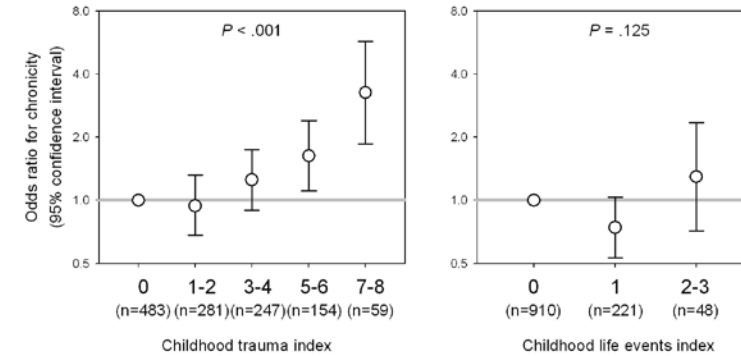 Odds ratio for chronicity
(95% confidence interval)
8.0
4.0
2.0
1.0
0.5
P < .001
0 1-2 3-4 5-6 7-8
(n=483) (n=281) (n=247) (n=154) (n=59)
Childhood trauma index
8.0
4.0
2.0
1.0
0.5
P = .125
0 1 2-3
(n=910) (n=221) (n=48)
Childhood life events index